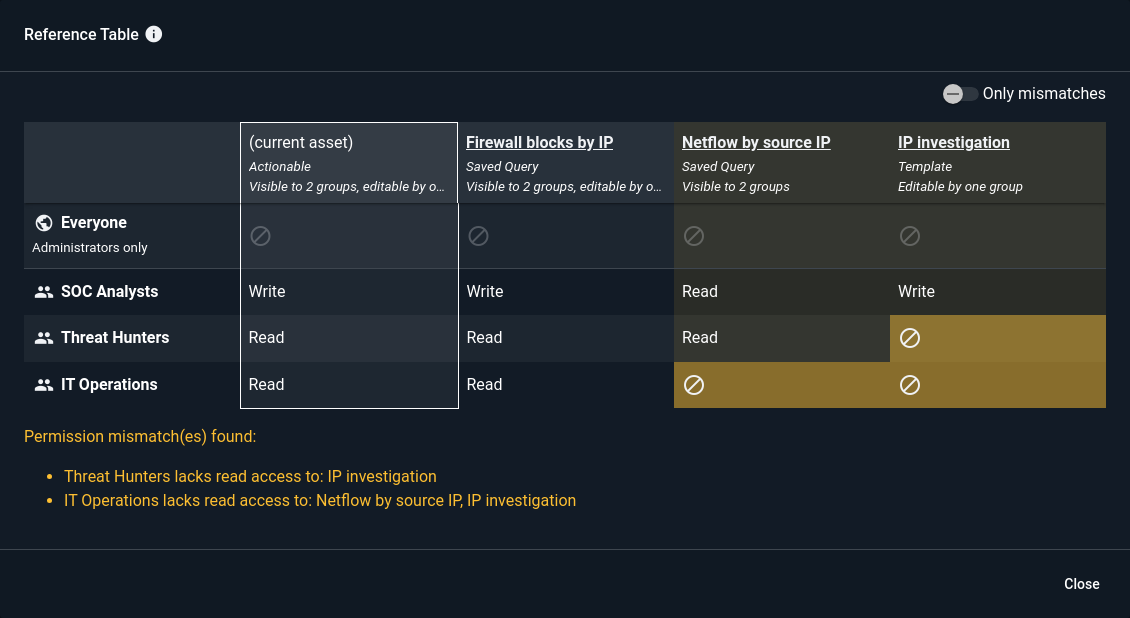 Reference Table
Only mismatches
(current asset)
Actionable
Visible to 2 groups, editable by o...
Firewall blocks by IP
Saved Query
Visible to 2 groups, editable by o...
Netflow by source IP
Saved Query
Visible to 2 groups
IP investigation
Template
Editable by one group
Everyone
Administrators only
SOC Analysts Write Write Read Write
Threat Hunters Read Read Read
IT Operations Read Read
Permission mismatch(es) found:
• Threat Hunters lacks read access to: IP investigation
• IT Operations lacks read access to: Netflow by source IP, IP investigation
Close